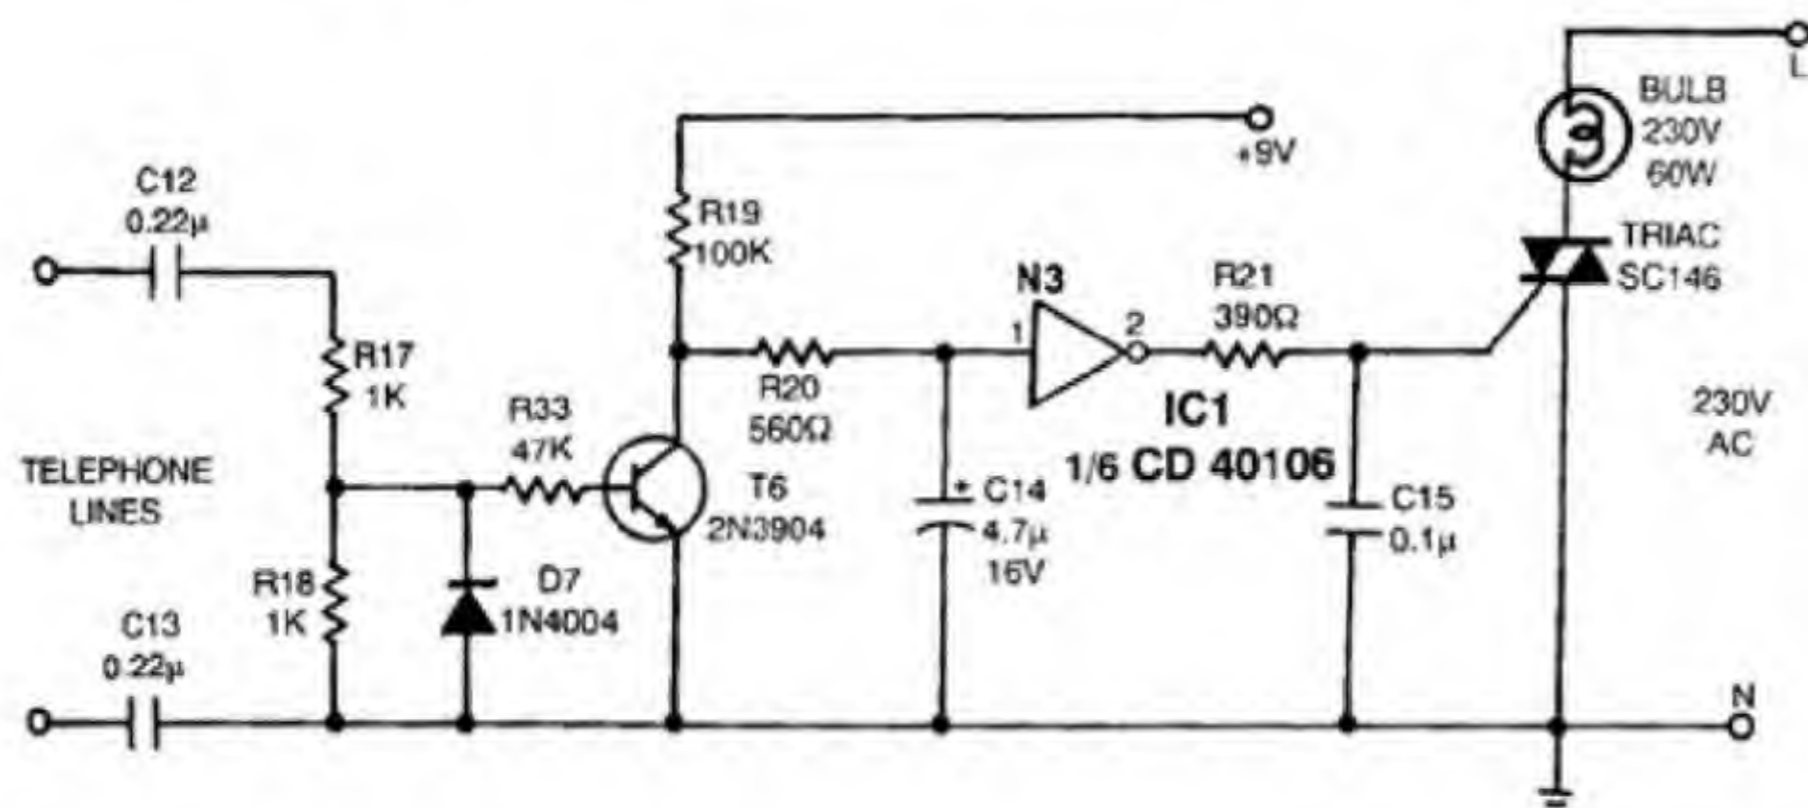 C12
0.22µ
TELEPHONE
LINES
C13
0.22µ
R17
1K
R18
1K
D7
1N4004
R33
47K
T6
2N3904
R19
100K
+9V
R20
560Ω
C14
+
4.7µ
16V
N3
1
2
IC1
1/6 CD 40106
R21
390Ω
C15
0.1µ
BULB
230V
60W
TRIAC
SC146
L
230V
AC
N